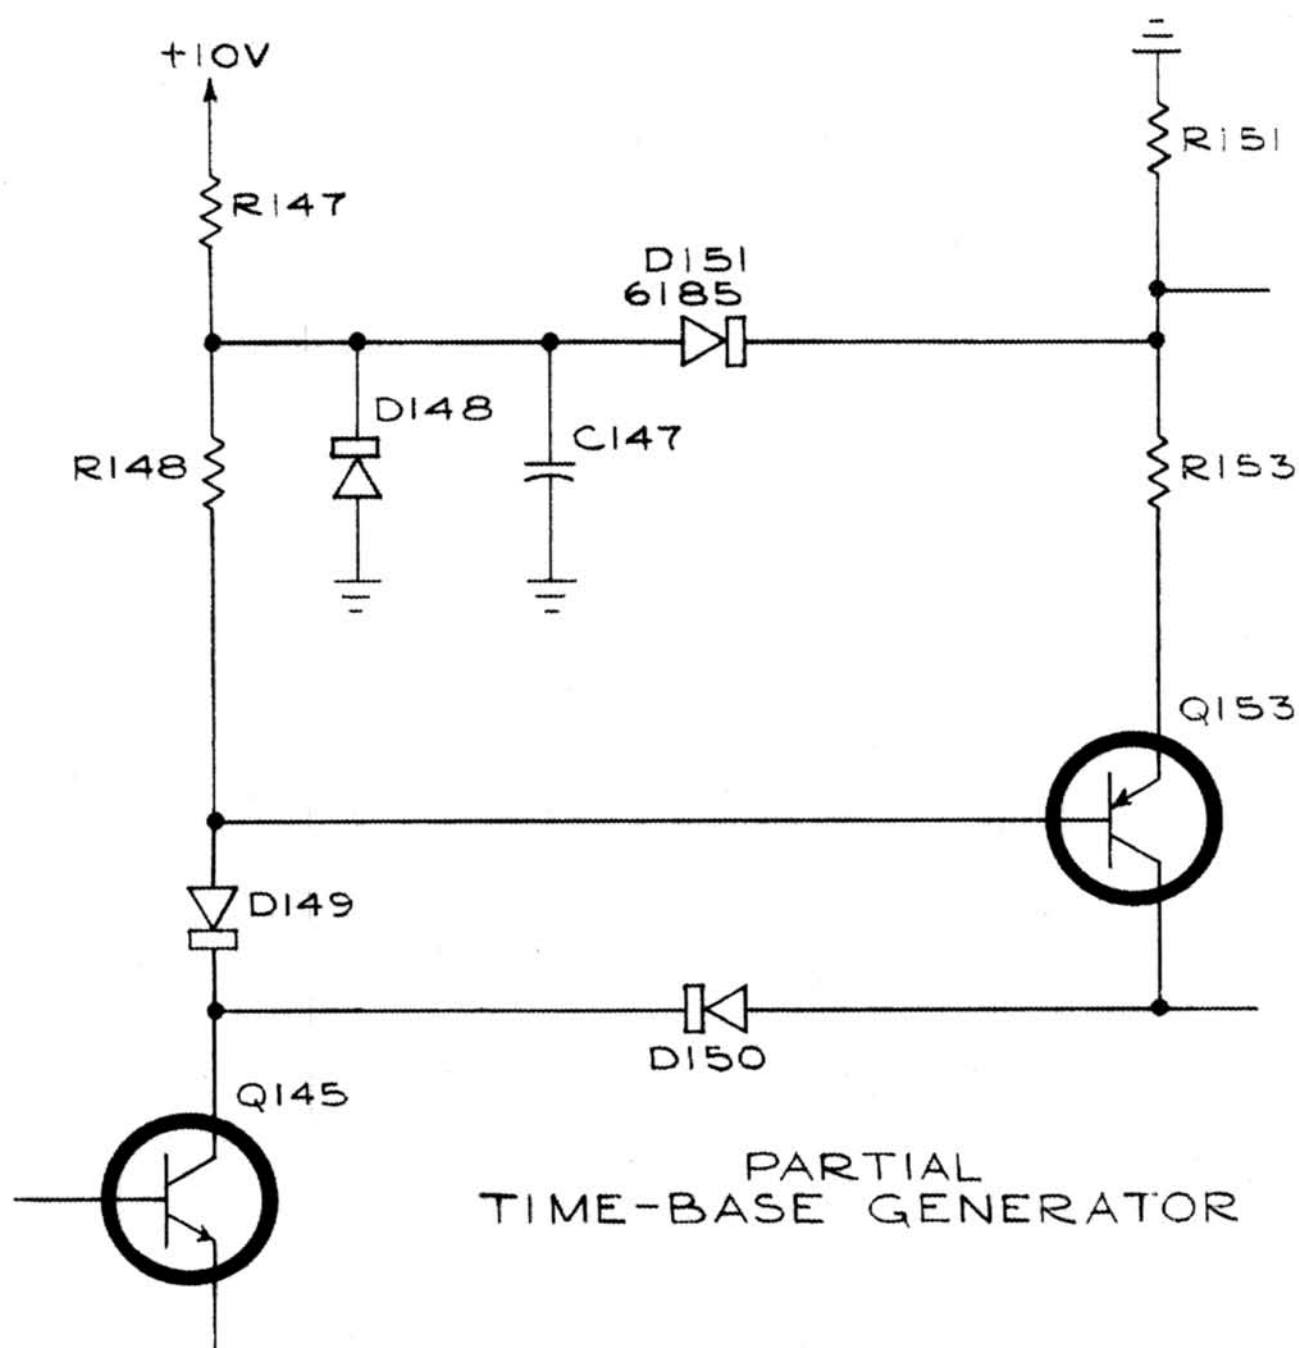 +10V
R151
R147
D151
6185
D148
C147
R148
R153
Q153
D149
D150
Q145
PARTIAL
TIME-BASE GENERATOR